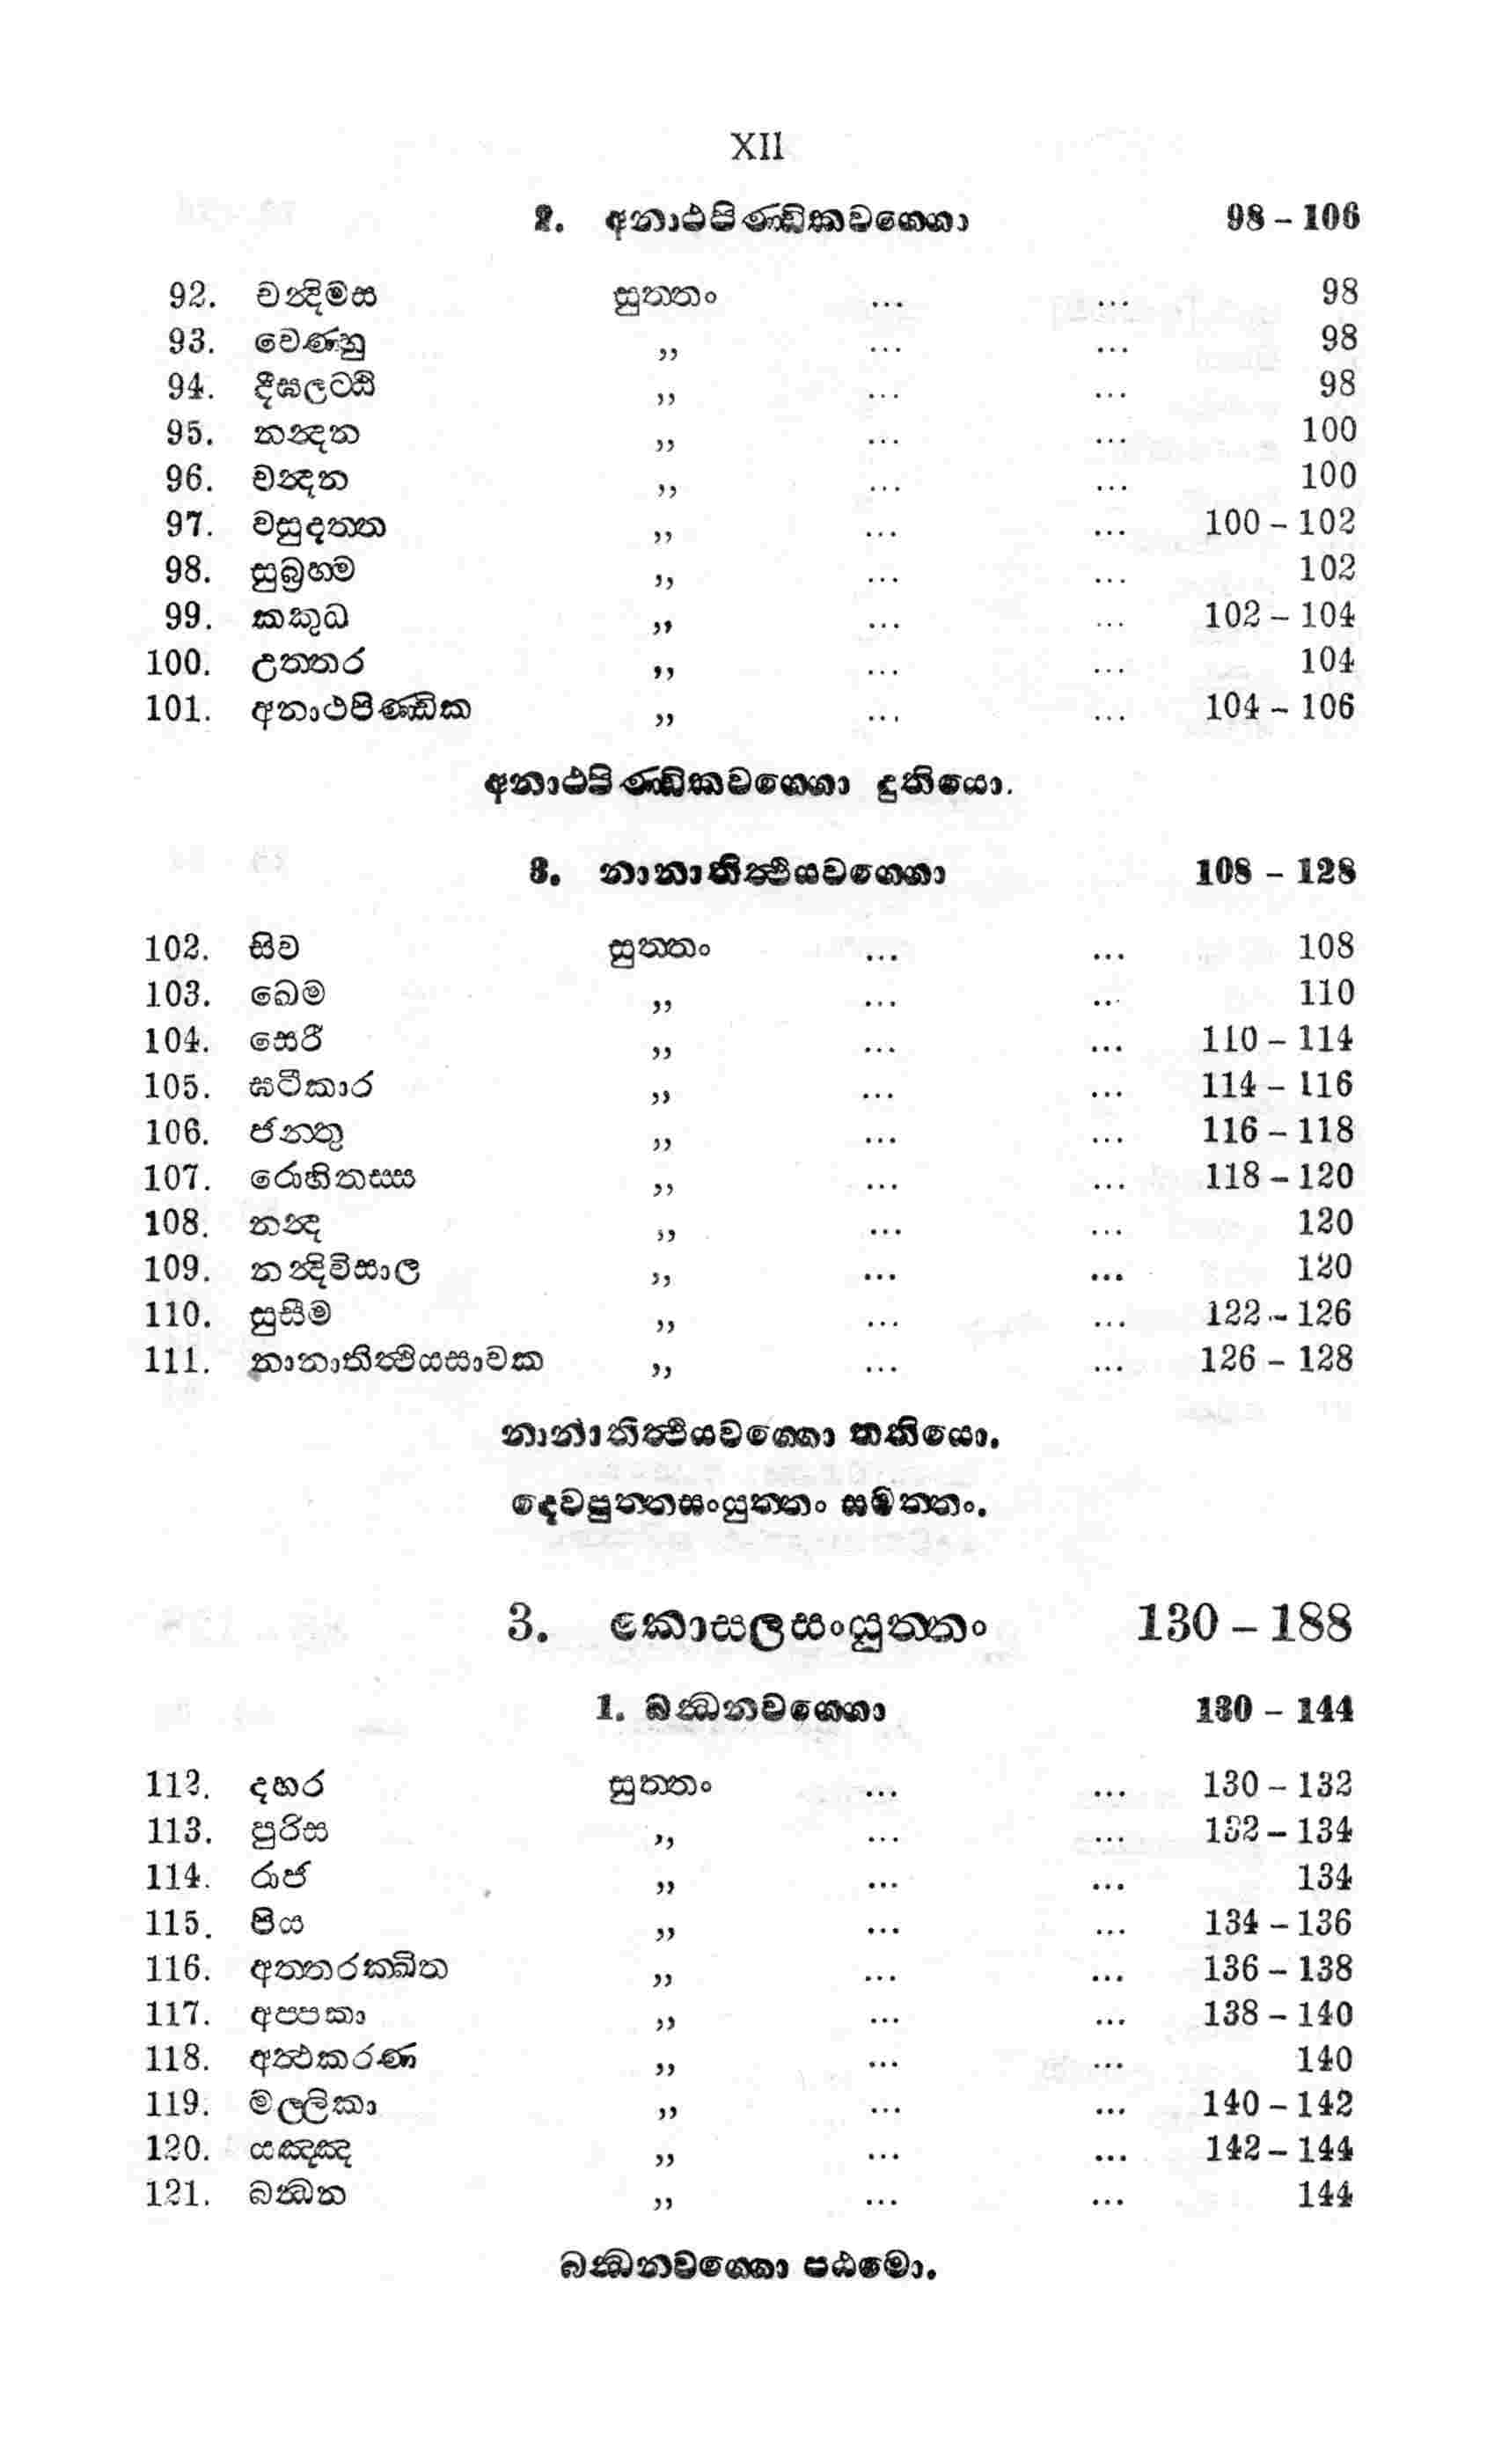 XII
2. අනාථපිණ්ඩිකවග්ගො 98 – 106
92. චන්දිමස සුත්තං ... ... 98
93. වෙණ්හු ,, ... ... 98
94. දීඝලට්ඨි ,, ... ... 98
95. නන්දන ,, ... ... 100
96. චන්දන ,, ... ... 100
97. වසුදත්ත ,, ... ... 100 – 102
98. සුබ්‍රහ්ම ,, ... ... 102
99. කකුධ ,, ... ... 102 – 104
100. උත්තර ,, ... ... 104
101. අනාථපිණ්ඩික ,, ... ... 104 – 106
අනාථපිණ්ඩිකවග්ගො දුතියො.
3. නානාතිත්ථියවග්ගො 108 – 128
102. සිව සුත්තං ... ... 108
103. ඛෙම ,, ... ... 110
104. සෙරී ,, ... ... 110 – 114
105. ඝටීකාර ,, ... ... 114 – 116
106. ජන්තු ,, ... ... 116 – 118
107. රොහිතස්ස ,, ... ... 118 – 120
108. නන්ද ,, ... ... 120
109. නන්දිවිසාල ,, ... ... 120
110. සුසීම ,, ... ... 122 – 126
111. නානාතිත්ථියසාවක ,, ... ... 126 – 128
නානාතිත්ථියවග්ගො තතියො.
දෙවපුත්තසංයුත්තං සමත්තං.
3. කොසලසංයුත්තං 130 – 188
1. බන්ධනවග්ගො 130 – 144
112. දහර සුත්තං ... ... 130 – 132
113. පුරිස ,, ... ... 132 – 134
114. රාජ ,, ... ... 134
115. පිය ,, ... ... 134 – 136
116. අත්තරක්ඛිත ,, ... ... 136 – 138
117. අප්පකා ,, ... ... 138 – 140
118. අත්ථකරණ ,, ... ... 140
119. මල්ලිකා ,, ... ... 140 – 142
120. යඤ්ඤ ,, ... ... 142 – 144
121. බන්ධන ,, ... ... 144
බන්ධනවග්ගො පඨමො.